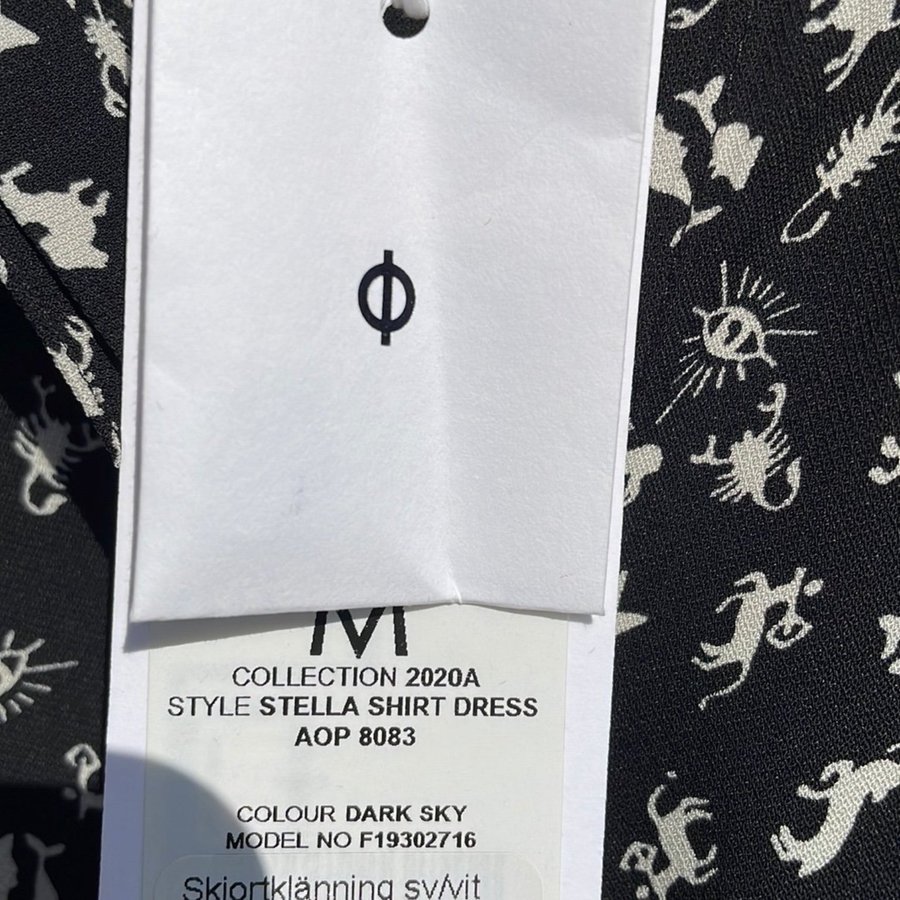 M
COLLECTION 2020A
STYLE STELLA SHIRT DRESS
AOP 8083
COLOUR DARK SKY
MODEL NO F19302716
Skjortklänning sv/vit